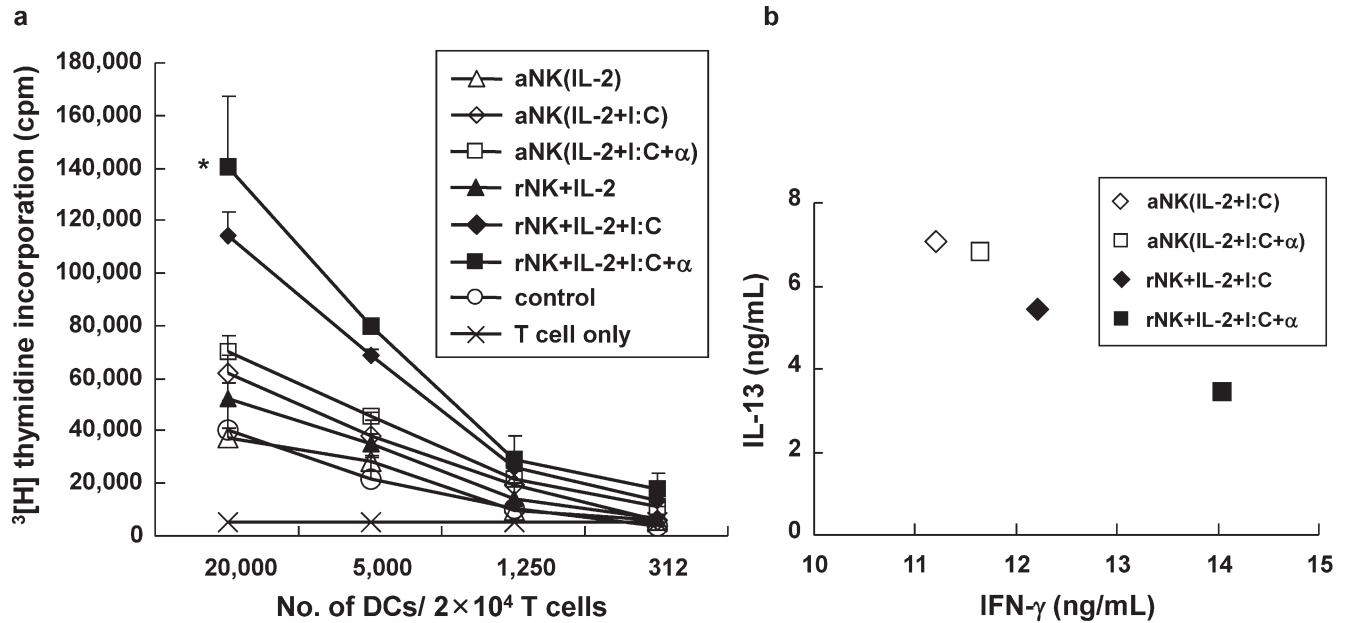 a
b
180,000
160,000
140,000
120,000
100,000
80,000
60,000
40,000
20,000
0
³[H] thymidine incorporation (cpm)
*
aNK(IL-2)
aNK(IL-2+I:C)
aNK(IL-2+I:C+α)
rNK+IL-2
rNK+IL-2+I:C
rNK+IL-2+I:C+α
control
T cell only
20,000 5,000 1,250 312
No. of DCs/ 2×10⁴ T cells
8
6
4
2
0
IL-13 (ng/mL)
aNK(IL-2+I:C)
aNK(IL-2+I:C+α)
rNK+IL-2+I:C
rNK+IL-2+I:C+α
10 11 12 13 14 15
IFN-γ (ng/mL)